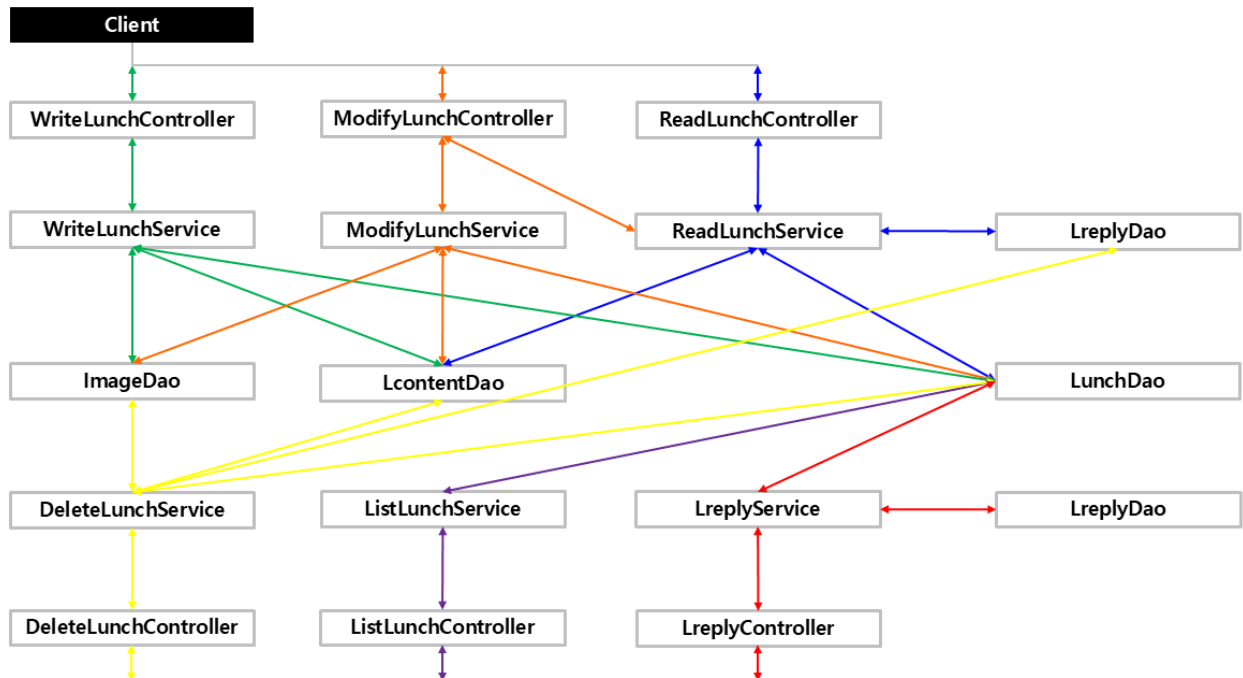 Client
WriteLunchController
ModifyLunchController
ReadLunchController
WriteLunchService
ModifyLunchService
ReadLunchService
LreplyDao
ImageDao
LcontentDao
LunchDao
DeleteLunchService
ListLunchService
LreplyService
LreplyDao
DeleteLunchController
ListLunchController
LreplyController